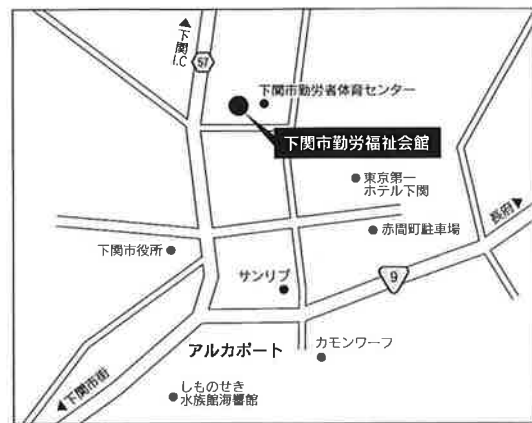 下関
I.C
57
下関市勤労者体育センター
下関市勤労福祉会館
東京第一
ホテル下関
長府
赤間町駐車場
下関市役所
サンリブ
9
アルカポート
カモンワーフ
下関市街
しものせき
水族館海響館